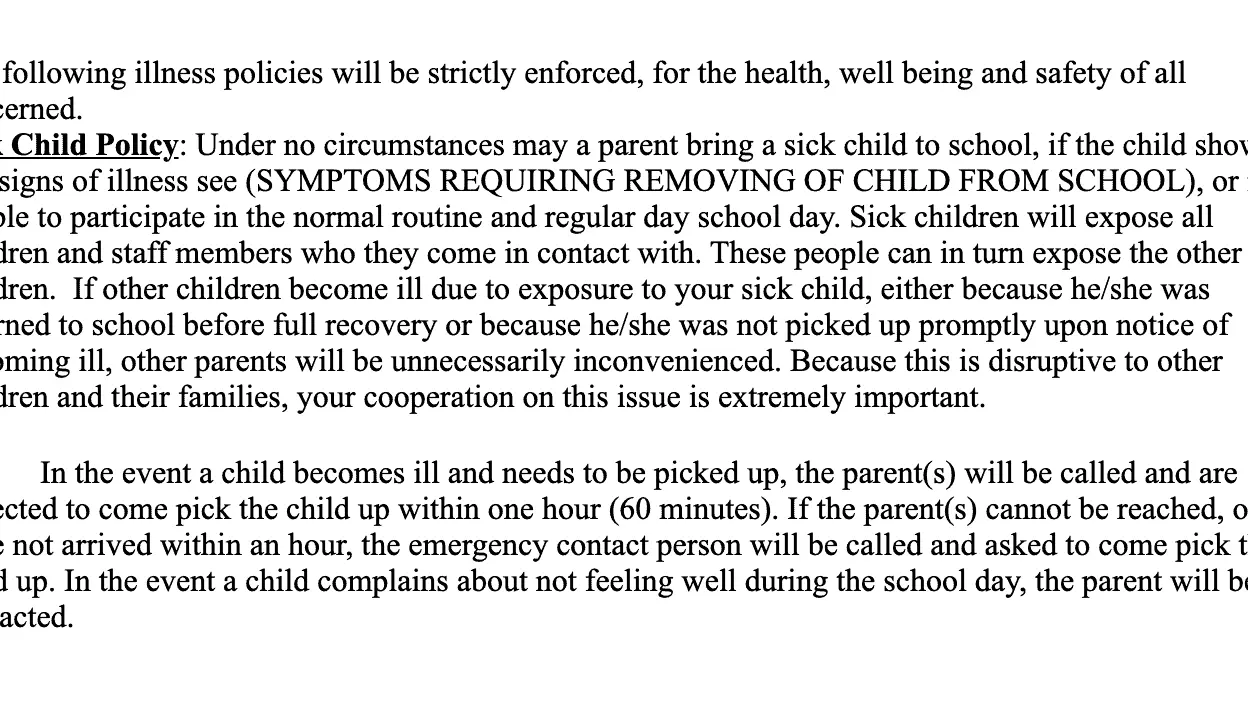 following illness policies will be strictly enforced, for the health, well being and safety of all
cerned.
Child Policy: Under no circumstances may a parent bring a sick child to school, if the child show
signs of illness see (SYMPTOMS REQUIRING REMOVING OF CHILD FROM SCHOOL), or
ble to participate in the normal routine and regular day school day. Sick children will expose all
dren and staff members who they come in contact with. These people can in turn expose the other
dren.  If other children become ill due to exposure to your sick child, either because he/she was
rned to school before full recovery or because he/she was not picked up promptly upon notice of
oming ill, other parents will be unnecessarily inconvenienced. Because this is disruptive to other
dren and their families, your cooperation on this issue is extremely important.
In the event a child becomes ill and needs to be picked up, the parent(s) will be called and are
ected to come pick the child up within one hour (60 minutes). If the parent(s) cannot be reached, o
e not arrived within an hour, the emergency contact person will be called and asked to come pick t
d up. In the event a child complains about not feeling well during the school day, the parent will be
acted.